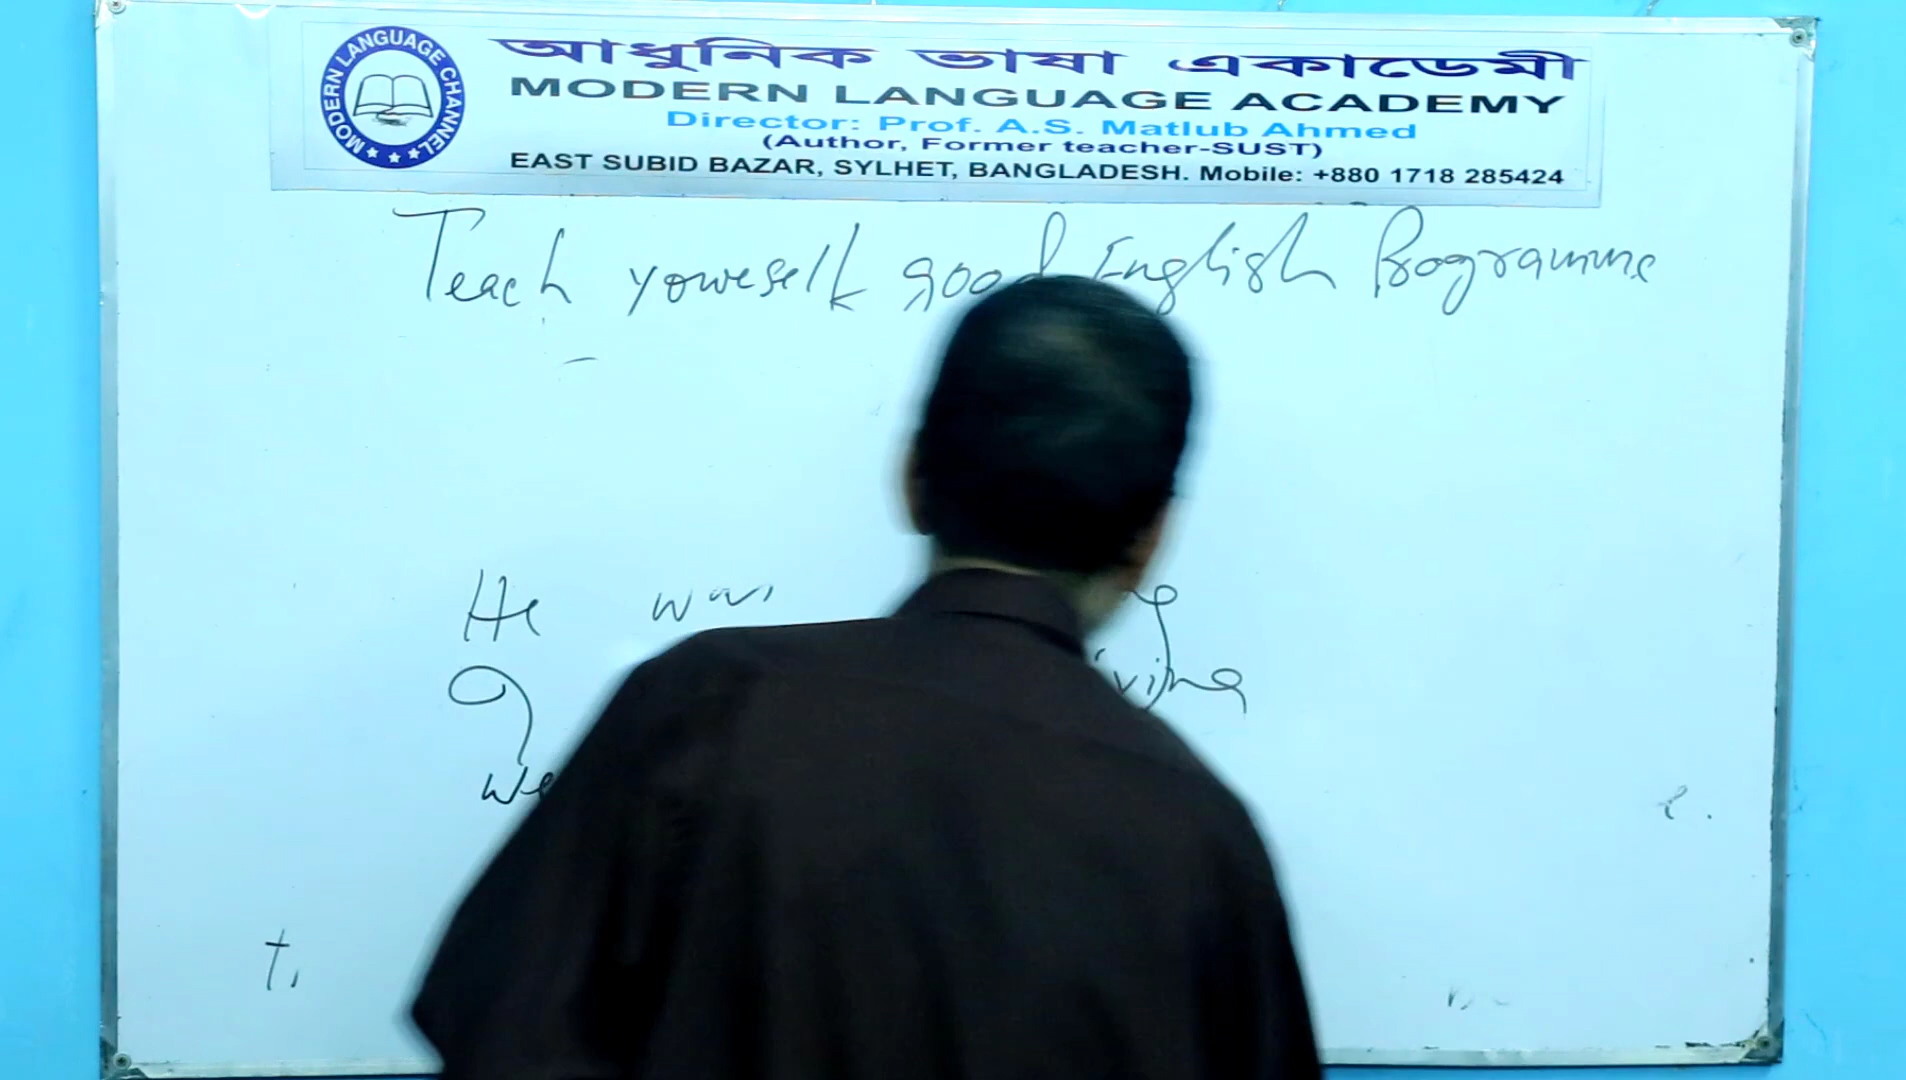 MODERN LANGUAGE CHANNEL
আধুনিক ভাষা একাডেমী
MODERN LANGUAGE ACADEMY
Director: Prof. A.S. Matlub Ahmed
(Author, Former teacher-SUST)
EAST SUBID BAZAR, SYLHET, BANGLADESH. Mobile: +880 1718 285424
Teach yourself good English Programme
He was
We